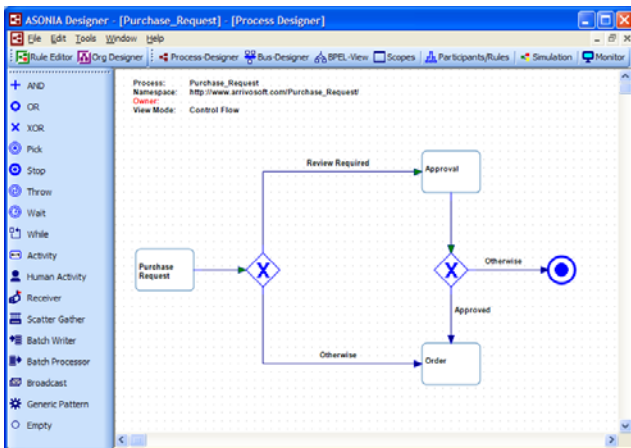 ASONIA Designer - [Purchase_Request] - [Process Designer]
File Edit Tools Window Help
Rule Editor Org Designer Process-Designer Bus-Designer BPEL-View Scopes Participants/Rules Simulation Monitor
AND
OR
XOR
Pick
Stop
Throw
Wait
While
Activity
Human Activity
Receiver
Scatter Gather
Batch Writer
Batch Processor
Broadcast
Generic Pattern
Empty
Process: Purchase_Request
Namespace: http://www.arrivosoft.com/Purchase_Request/
Owner:
View Mode: Control Flow
Review Required
Approval
Purchase
Request
X
X
Otherwise
Approved
Otherwise
Order